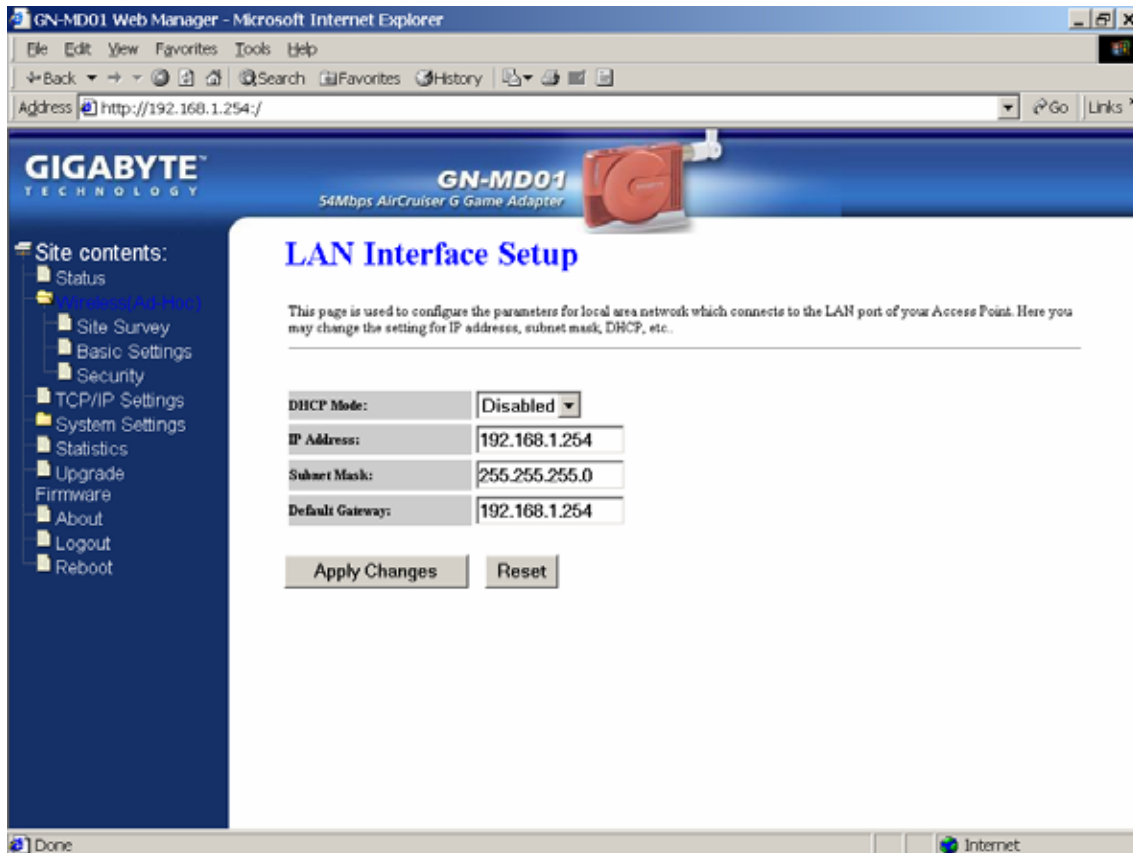 GN-MD01 Web Manager - Microsoft Internet Explorer
File Edit View Favorites Tools Help
Back Search Favorites History
Address http://192.168.1.254:/ Go Links
GIGABYTE™
TECHNOLOGY
GN-MD01
54Mbps AirCruiser G Game Adapter
Site contents:
Status
Wireless(Ad-Hoc)
Site Survey
Basic Settings
Security
TCP/IP Settings
System Settings
Statistics
Upgrade
Firmware
About
Logout
Reboot
LAN Interface Setup
This page is used to configure the parameters for local area network which connects to the LAN port of your Access Point. Here you
may change the setting for IP addresss, subnet mask, DHCP, etc..
DHCP Mode: Disabled
IP Address: 192.168.1.254
Subnet Mask: 255.255.255.0
Default Gateway: 192.168.1.254
Apply Changes Reset
Done Internet